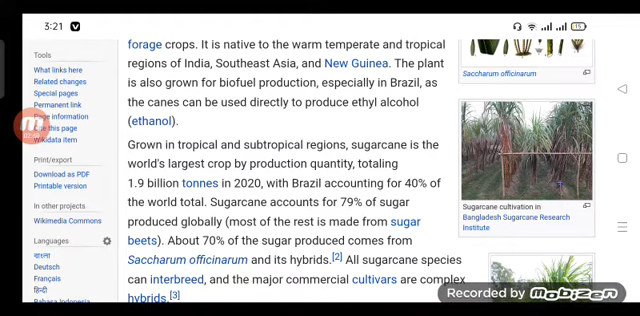 3:21
15
Tools
What links here
Related changes
Special pages
Permanent link
Page information
Cite this page
Wikidata item
Print/export
Download as PDF
Printable version
In other projects
Wikimedia Commons
Languages
বাংলা
Deutsch
Français
हिन्दी
Bahasa Indonesia
forage crops. It is native to the warm temperate and tropical
regions of India, Southeast Asia, and New Guinea. The plant
is also grown for biofuel production, especially in Brazil, as
the canes can be used directly to produce ethyl alcohol
(ethanol).
Grown in tropical and subtropical regions, sugarcane is the
world's largest crop by production quantity, totaling
1.9 billion tonnes in 2020, with Brazil accounting for 40% of
the world total. Sugarcane accounts for 79% of sugar
produced globally (most of the rest is made from sugar
beets). About 70% of the sugar produced comes from
Saccharum officinarum and its hybrids.[2] All sugarcane species
can interbreed, and the major commercial cultivars are complex
hybrids.[3]
Saccharum officinarum
Sugarcane cultivation in
Bangladesh Sugarcane Research
Institute
Recorded by
MOBIZEN